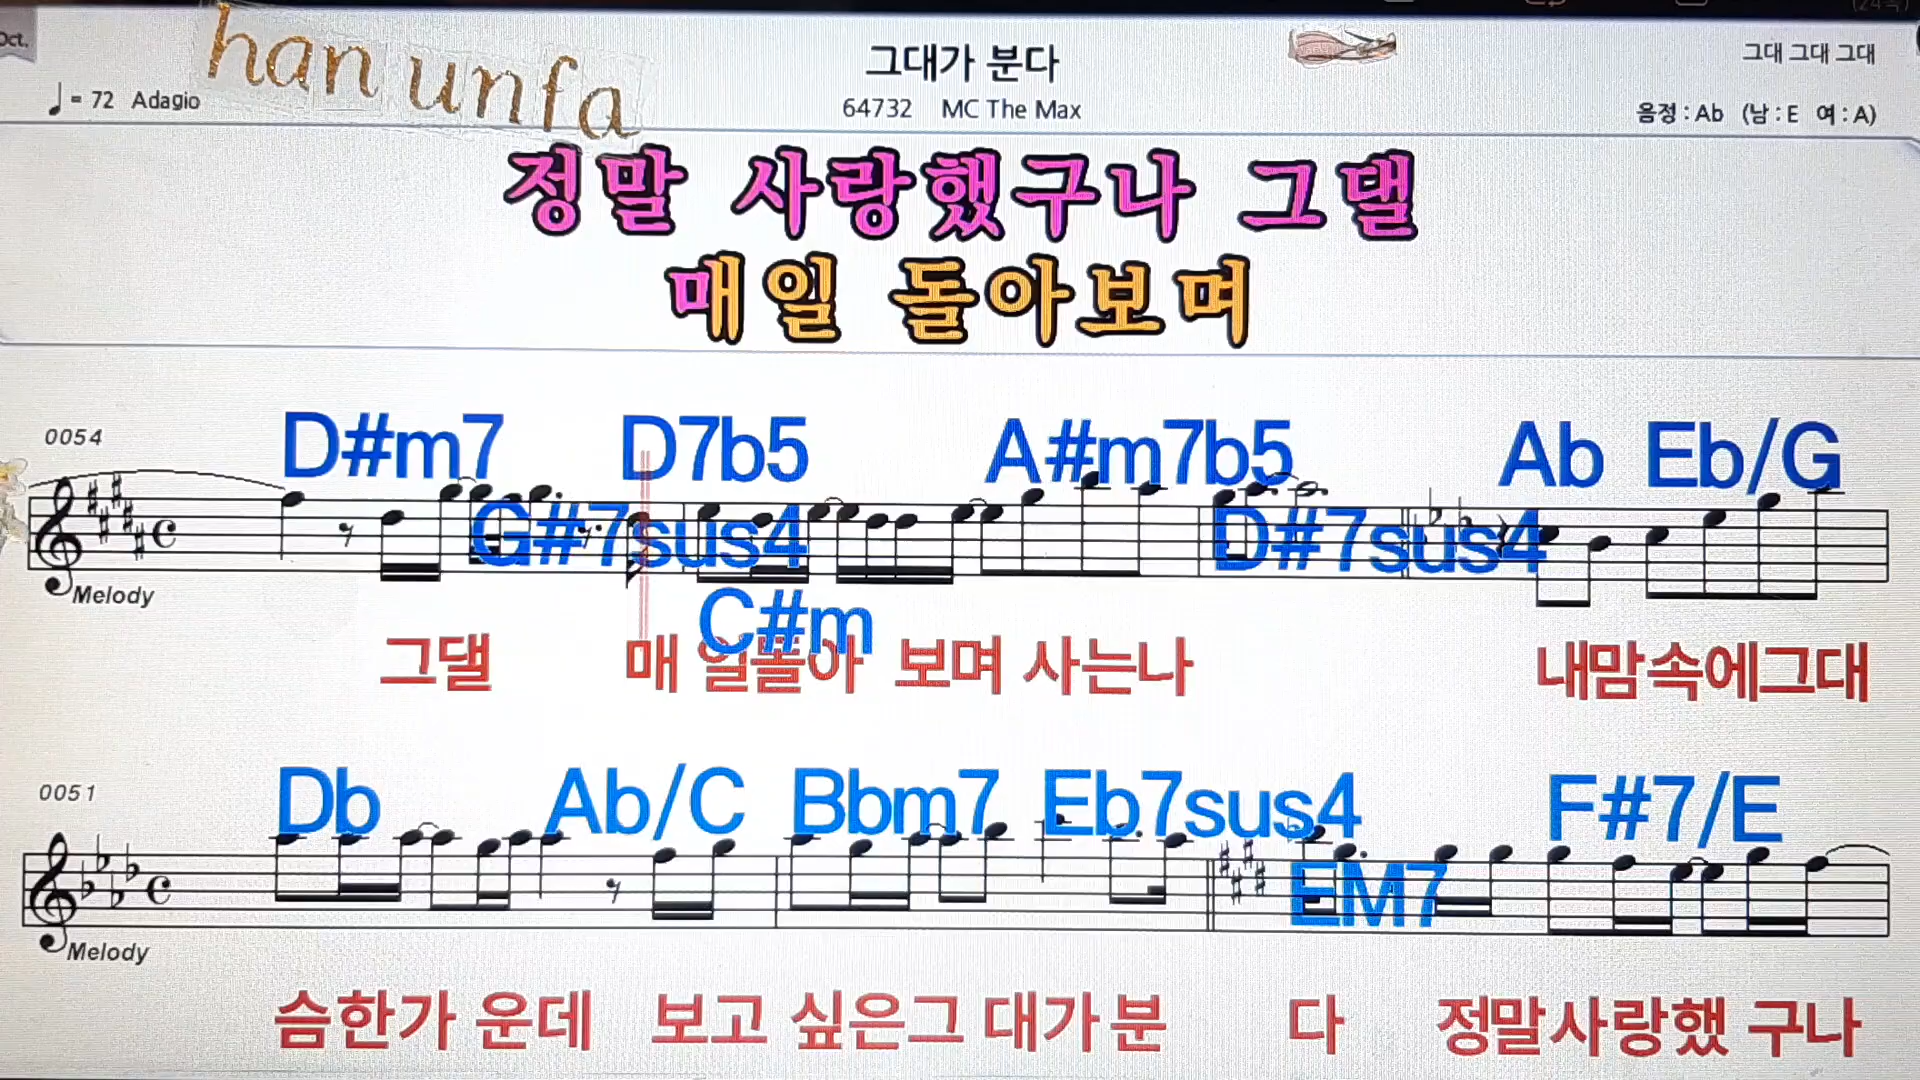 Oct.
han unfa
그대가 분다
그대 그대 그대
♩= 72 Adagio
64732 MC The Max
음정 : Ab (남 : E 여 : A)
정말 사랑했구나 그댈
매일 돌아보며
0054
D#m7 D7b5 A#m7b5 Ab Eb/G
G#7sus4 D#7sus4
Melody
C#m
그댈 매 일돌아 보며 사는나 내맘속에그대
0051
Db Ab/C Bbm7 Eb7sus4 F#7/E
EM7
Melody
슴한가 운데 보고 싶은그 대가분 다 정말사랑했 구나